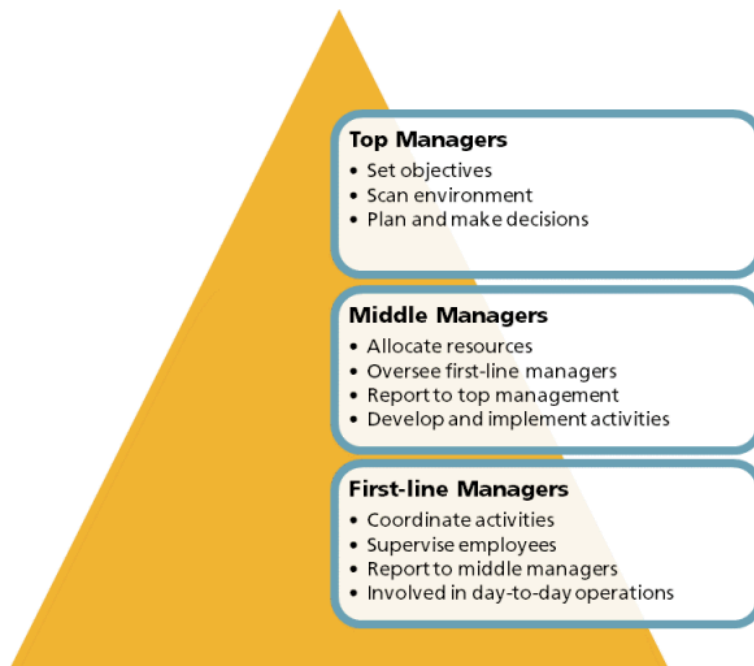 Top Managers
• Set objectives
• Scan environment
• Plan and make decisions
Middle Managers
• Allocate resources
• Oversee first-line managers
• Report to top management
• Develop and implement activities
First-line Managers
• Coordinate activities
• Supervise employees
• Report to middle managers
• Involved in day-to-day operations